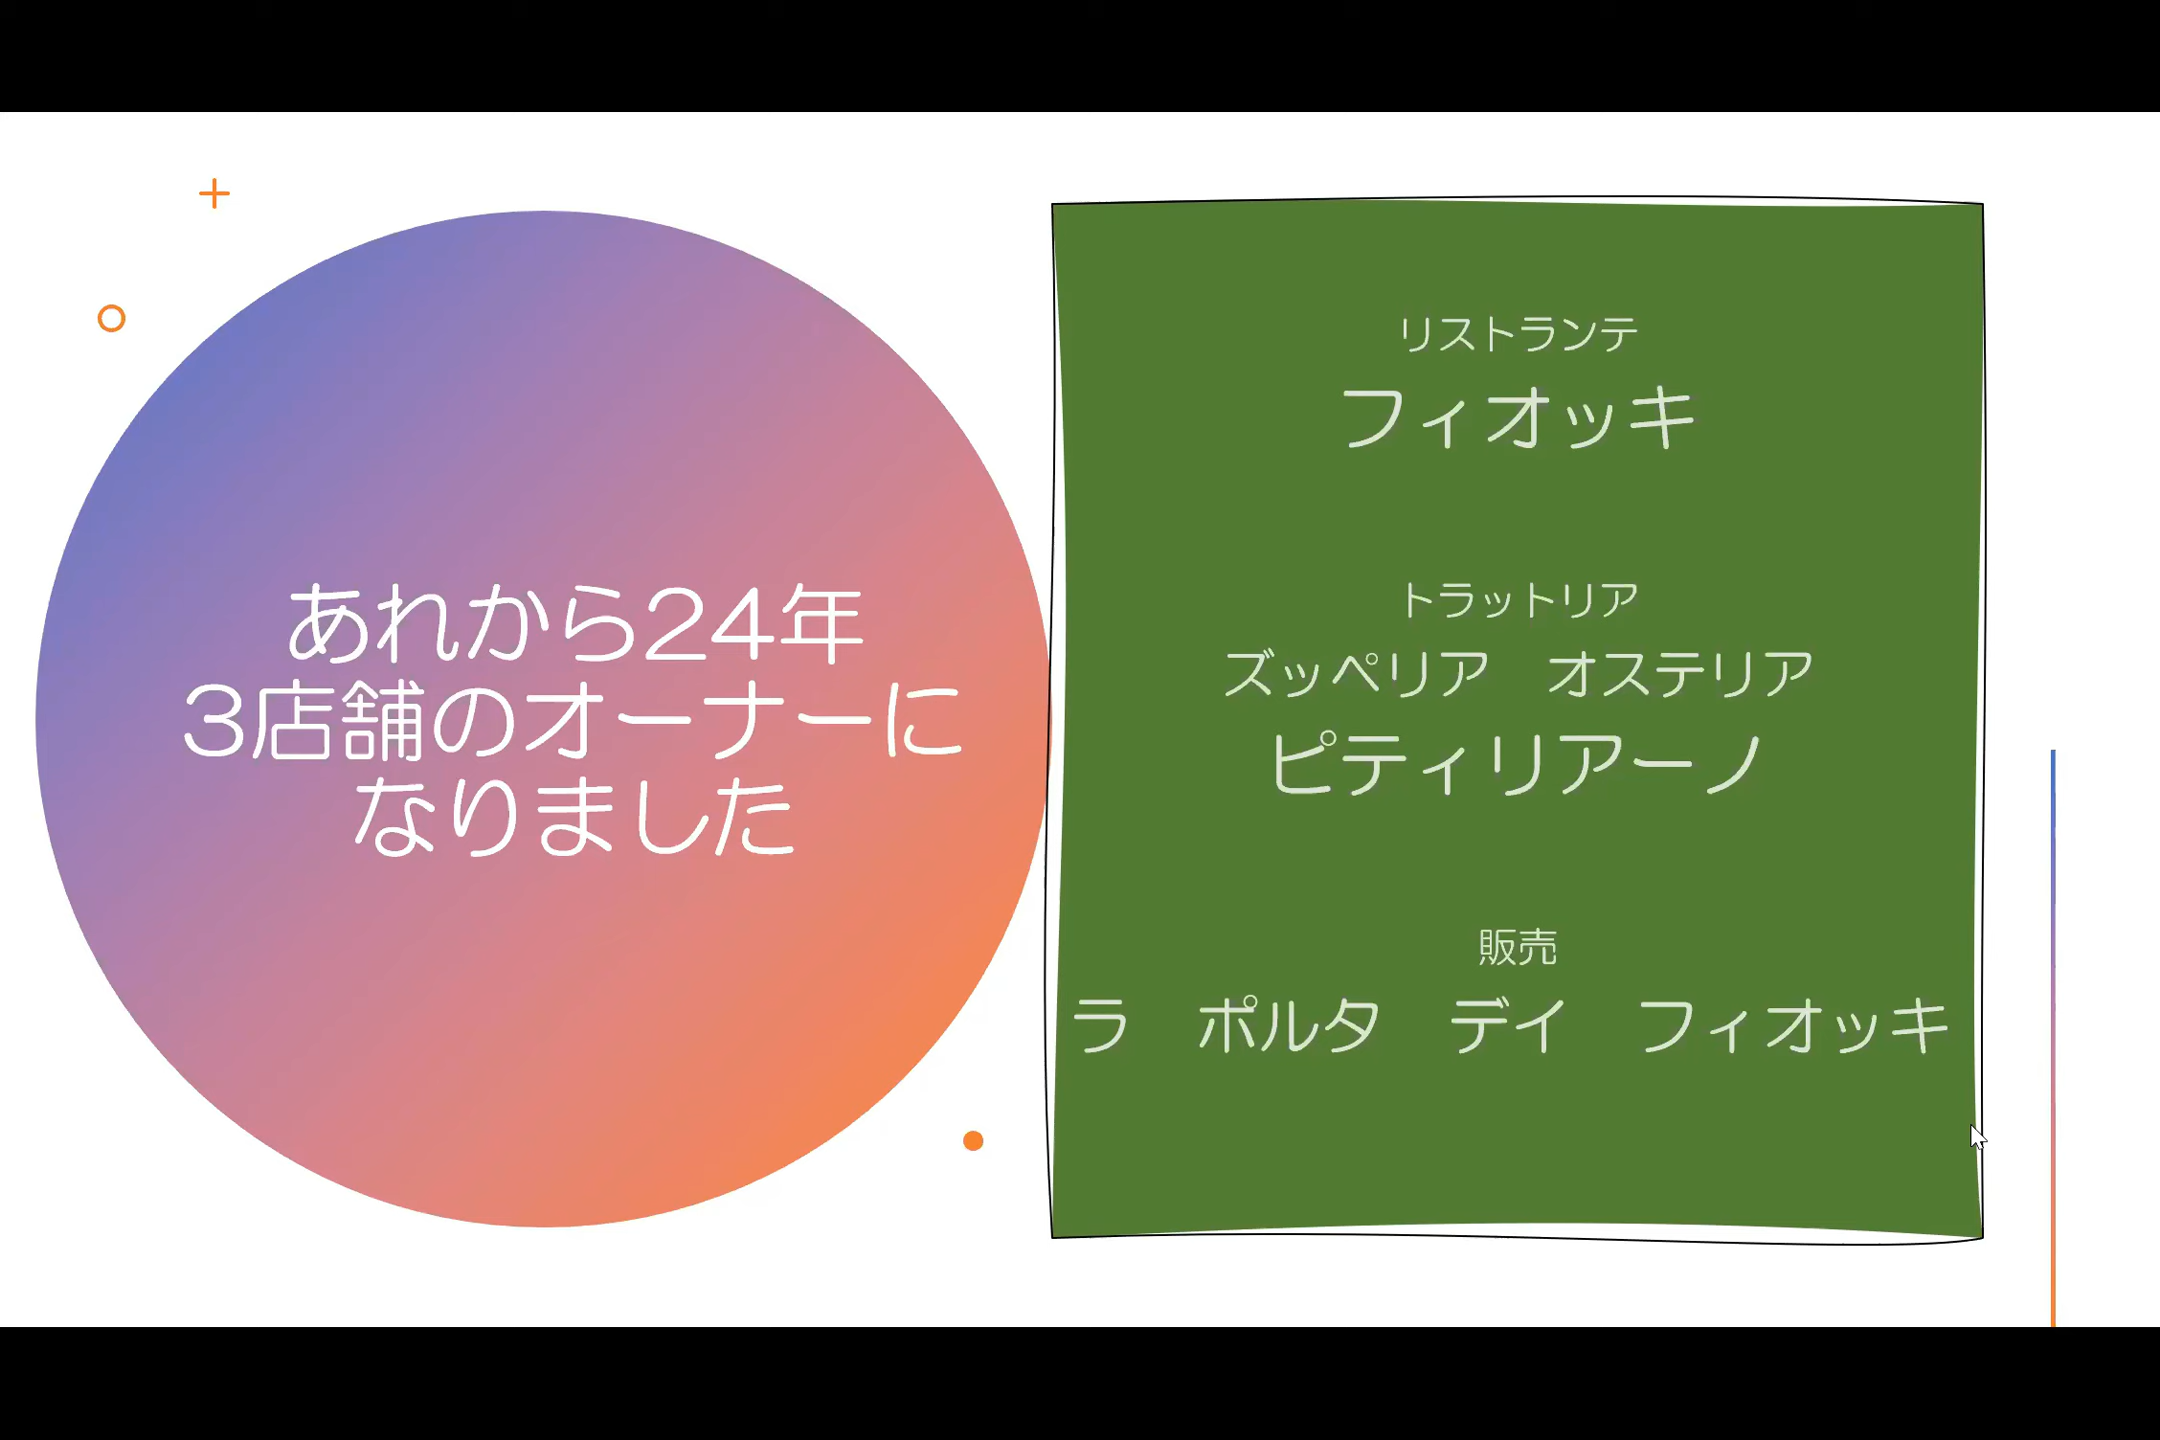 あれから24年
3店舗のオーナーに
なりました
リストランテ
フィオッキ
トラットリア
ズッペリア　オステリア
ピティリアーノ
販売
ラ　ポルタ　デイ　フィオッキ